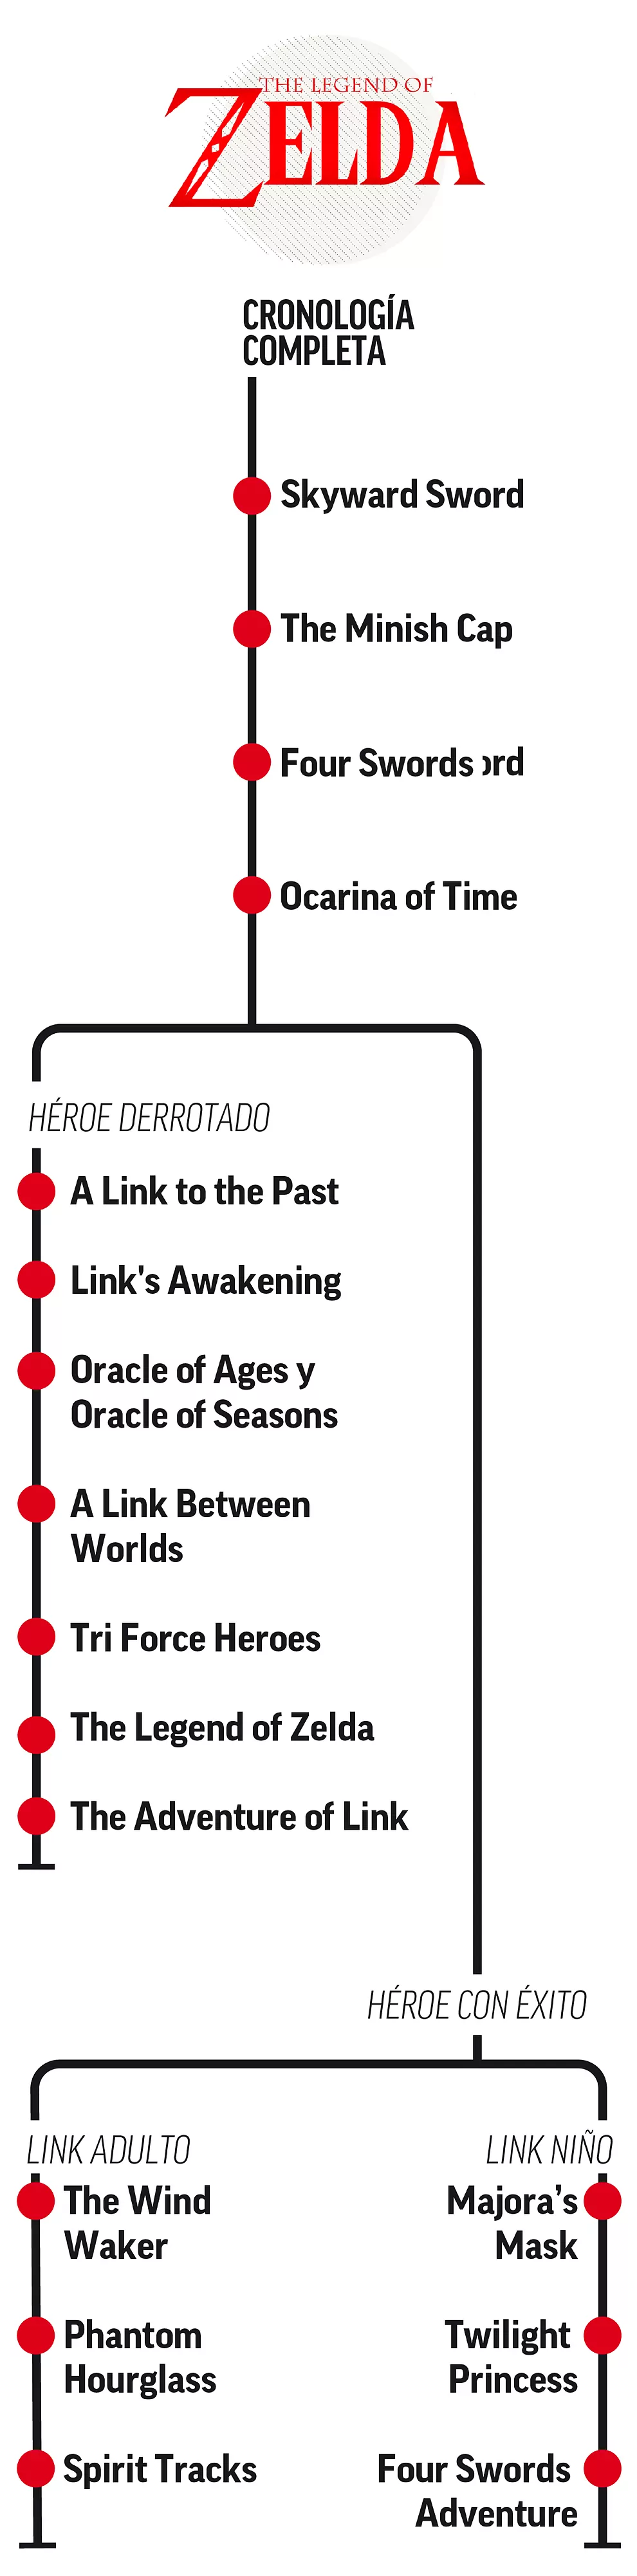 THE LEGEND OF
ZELDA
CRONOLOGÍA
COMPLETA
Skyward Sword
The Minish Cap
Four Swords ord
Ocarina of Time
HÉROE DERROTADO
A Link to the Past
Link's Awakening
Oracle of Ages y
Oracle of Seasons
A Link Between
Worlds
Tri Force Heroes
The Legend of Zelda
The Adventure of Link
HÉROE CON ÉXITO
LINK ADULTO
The Wind
Waker
Phantom
Hourglass
Spirit Tracks
LINK NIÑO
Majora’s
Mask
Twilight
Princess
Four Swords
Adventure